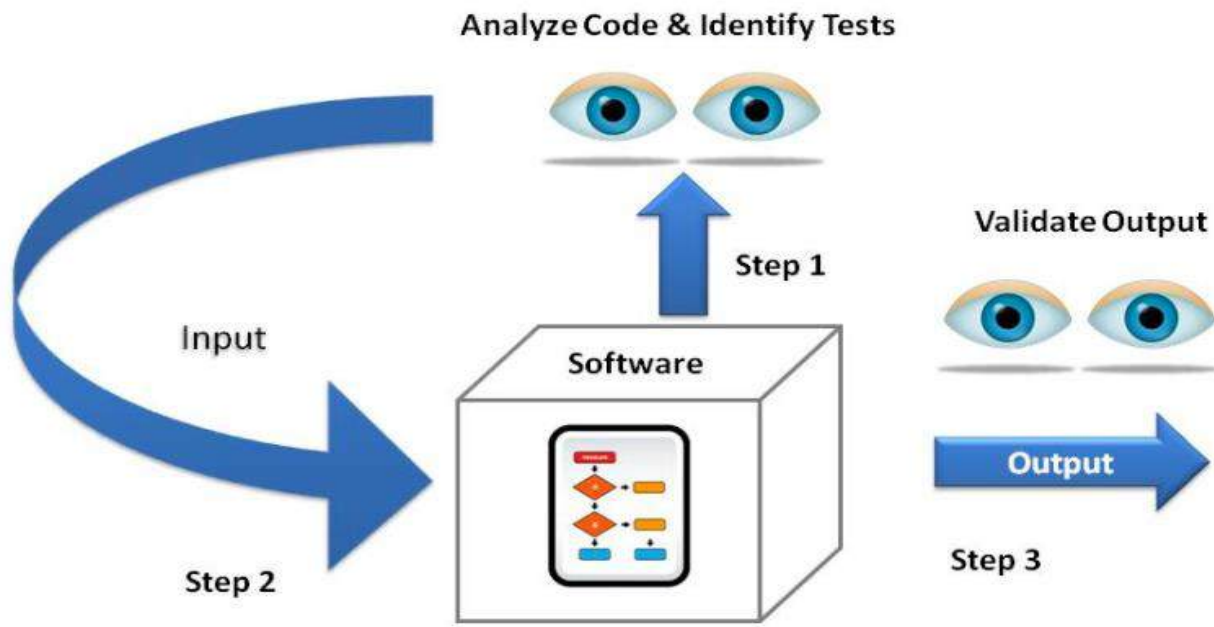 Analyze Code & Identify Tests
Step 1
Validate Output
Input
Software
Output
Step 2
Step 3